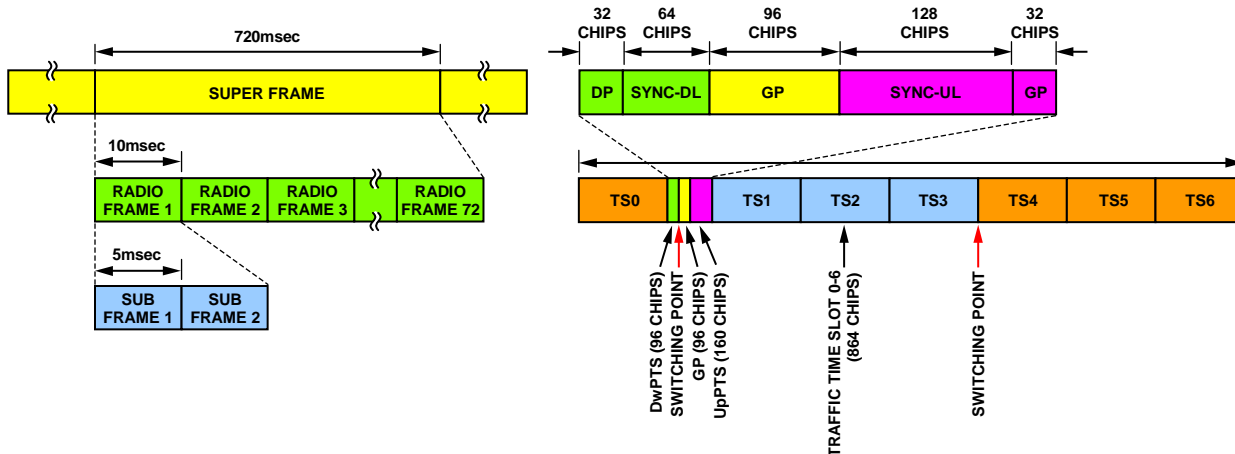 720msec
SUPER FRAME
10msec
RADIO FRAME 1
RADIO FRAME 2
RADIO FRAME 3
RADIO FRAME 72
5msec
SUB FRAME 1
SUB FRAME 2
32 CHIPS
64 CHIPS
96 CHIPS
128 CHIPS
32 CHIPS
DP
SYNC-DL
GP
SYNC-UL
GP
TS0
TS1
TS2
TS3
TS4
TS5
TS6
DwPTS (96 CHIPS)
SWITCHING POINT
GP (96 CHIPS)
UpPTS (160 CHIPS)
TRAFFIC TIME SLOT 0-6
(864 CHIPS)
SWITCHING POINT